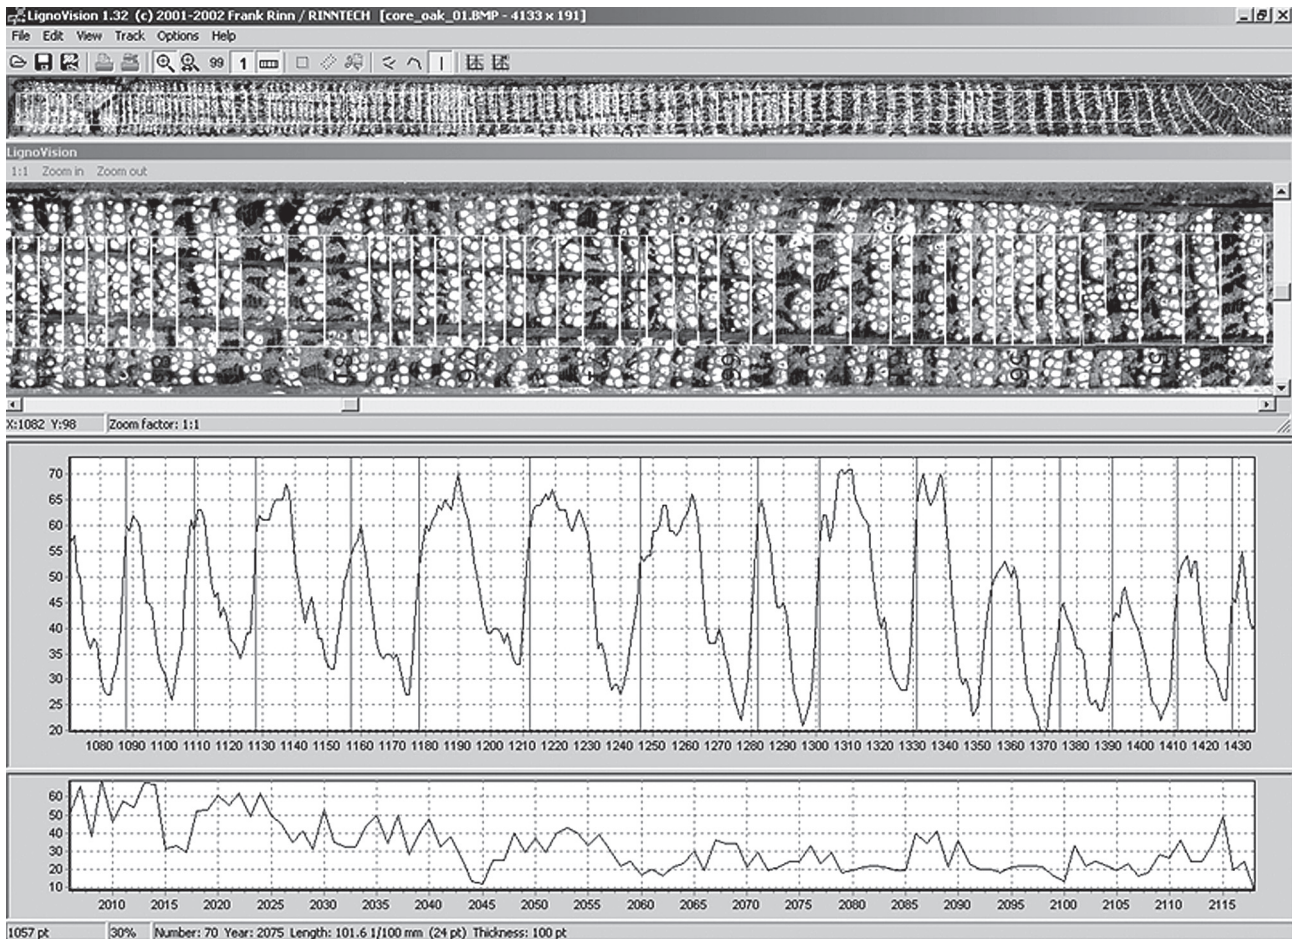 LignoVision 1.32 (c) 2001-2002 Frank Rinn / RINNTECH [core_oak_01.BMP - 4133 x 191]
File Edit View Track Options Help
99 1
LignoVision
1:1 Zoom in Zoom out
X:1082 Y:98 Zoom factor: 1:1
70
65
60
55
50
45
40
35
30
25
20
1080 1090 1100 1110 1120 1130 1140 1150 1160 1170 1180 1190 1200 1210 1220 1230 1240 1250 1260 1270 1280 1290 1300 1310 1320 1330 1340 1350 1360 1370 1380 1390 1400 1410 1420 1430
60
50
40
30
20
10
2010 2015 2020 2025 2030 2035 2040 2045 2050 2055 2060 2065 2070 2075 2080 2085 2090 2095 2100 2105 2110 2115
1057 pt 30% Number: 70 Year: 2075 Length: 101.6 1/100 mm (24 pt) Thickness: 100 pt